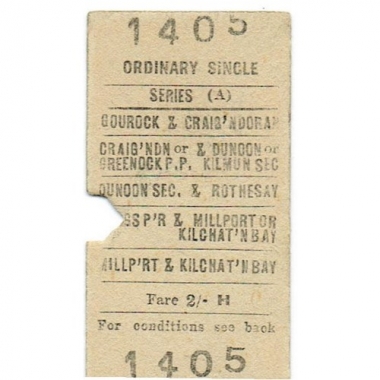 1405
ORDINARY SINGLE
SERIES (A)
GOUROCK & CRAIG'NDORAN
CRAIG'NDN or & DUNOON or
GREENOCK P.P. KILMUN SEC
DUNOON SEC. & ROTHESAY
P'R & MILLPORT OR
KILCHAT'N BAY
MILLP'RT & KILCHAT'N BAY
Fare 2/- H
For conditions see back
1405